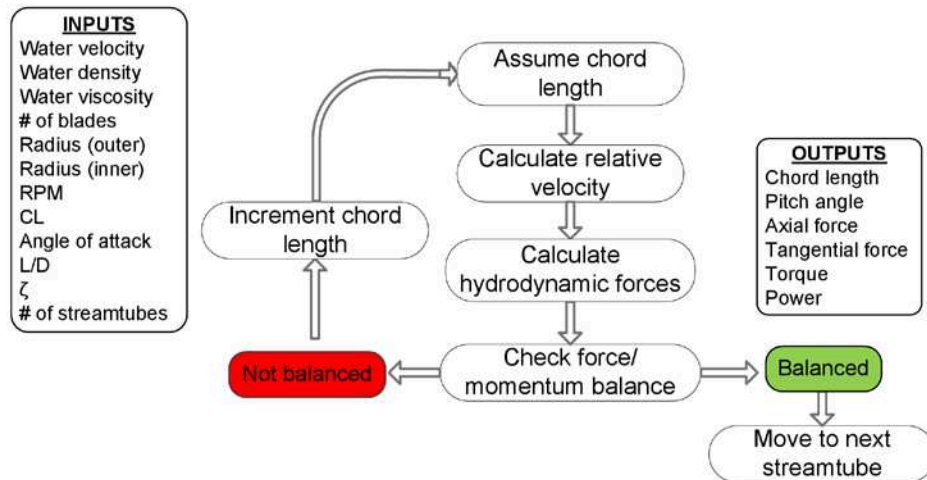 INPUTS
Water velocity
Water density
Water viscosity
# of blades
Radius (outer)
Radius (inner)
RPM
CL
Angle of attack
L/D
ζ
# of streamtubes
Assume chord
length
Calculate relative
velocity
Calculate
hydrodynamic forces
Check force/
momentum balance
Not balanced
Increment chord
length
Balanced
Move to next
streamtube
OUTPUTS
Chord length
Pitch angle
Axial force
Tangential force
Torque
Power